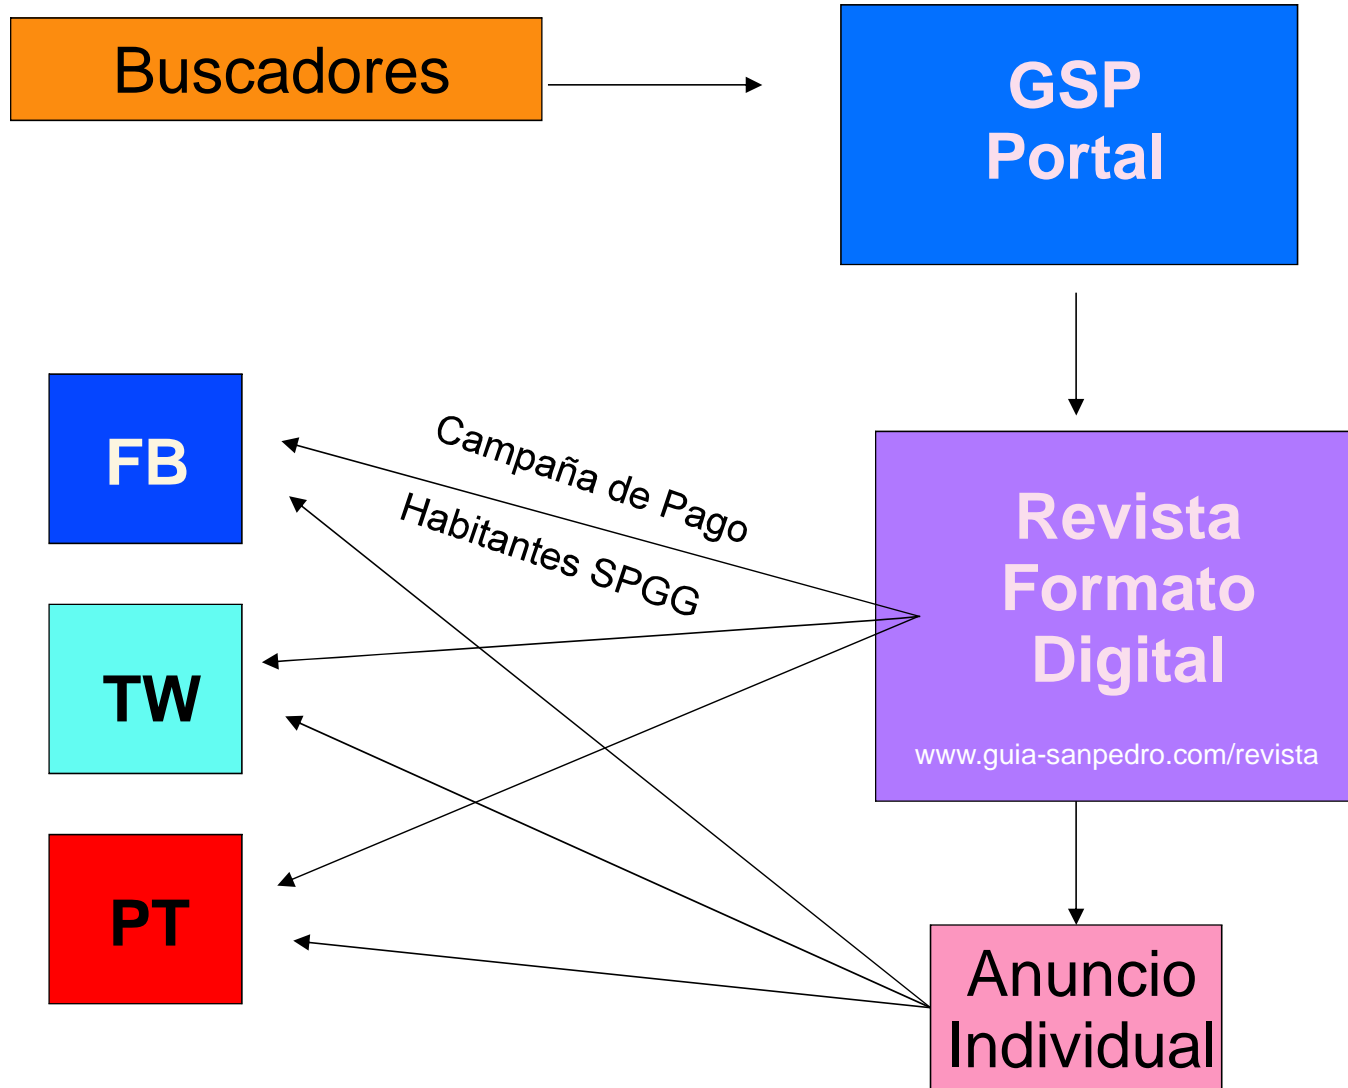 Buscadores
GSP
Portal
FB
Campaña de Pago
Habitantes SPGG
Revista
Formato
Digital
www.guia-sanpedro.com/revista
TW
PT
Anuncio
Individual